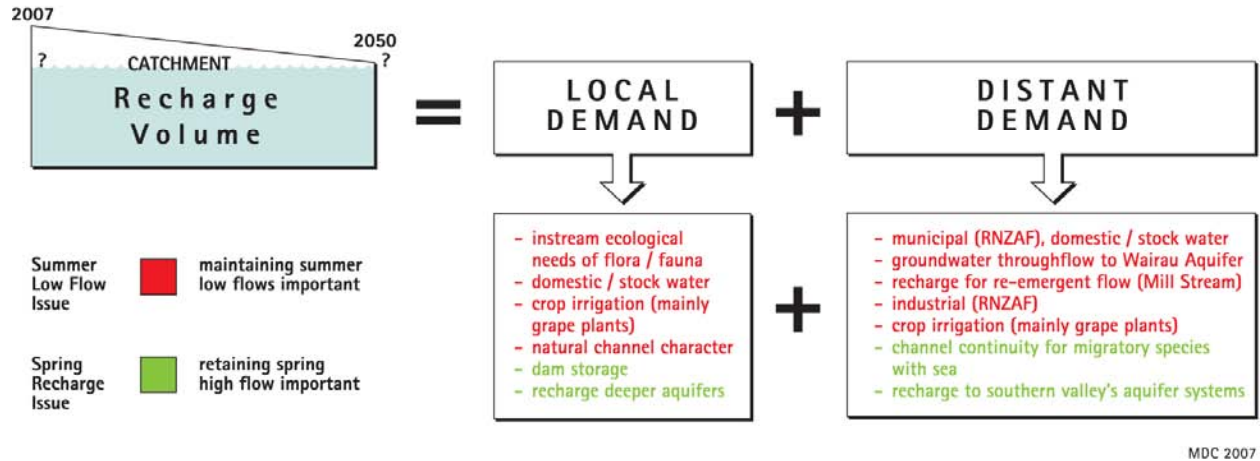 2007
2050
?
?
CATCHMENT
Recharge
Volume
=
LOCAL
DEMAND
+
DISTANT
DEMAND
- instream ecological
needs of flora / fauna
- domestic / stock water
- crop irrigation (mainly
grape plants)
- natural channel character
- dam storage
- recharge deeper aquifers
+
- municipal (RNZAF), domestic / stock water
- groundwater throughflow to Wairau Aquifer
- recharge for re-emergent flow (Mill Stream)
- industrial (RNZAF)
- crop irrigation (mainly grape plants)
- channel continuity for migratory species
with sea
- recharge to southern valley's aquifer systems
Summer
Low Flow
Issue
maintaining summer
low flows important
Spring
Recharge
Issue
retaining spring
high flow important
MDC 2007